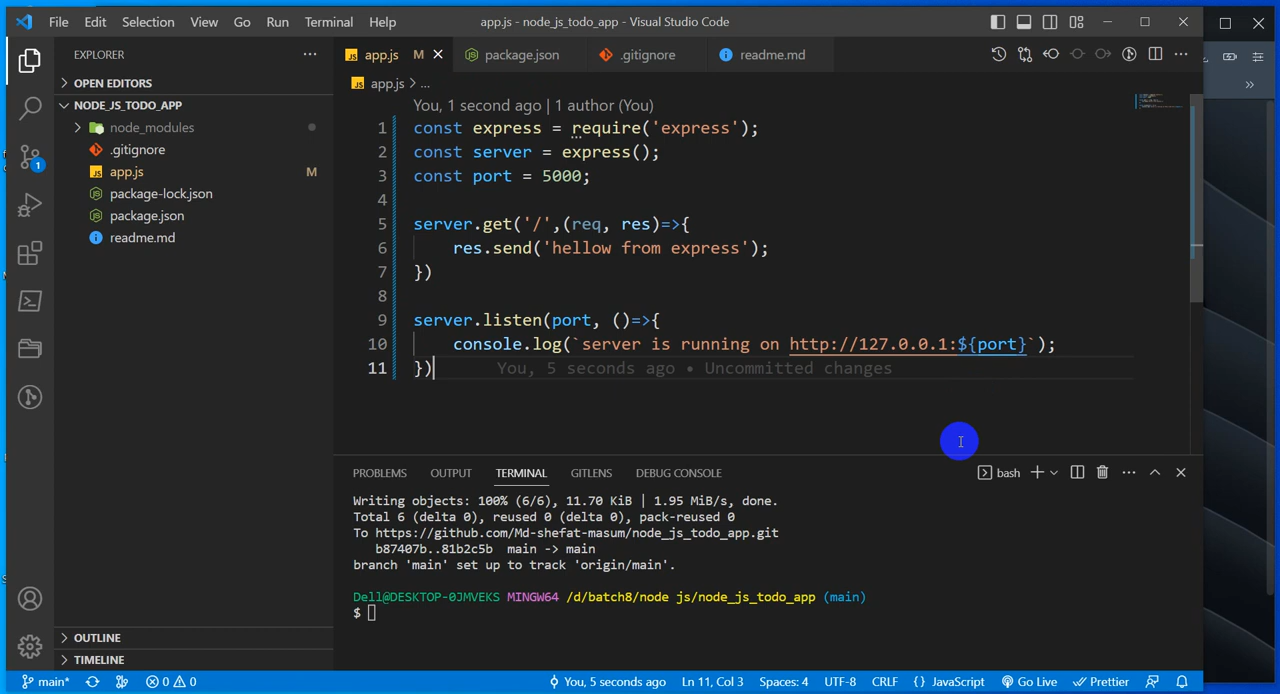 File Edit Selection View Go Run Terminal Help
app.js - node_js_todo_app - Visual Studio Code
EXPLORER
OPEN EDITORS
NODE_JS_TODO_APP
node_modules
.gitignore
app.js M
package-lock.json
package.json
readme.md
OUTLINE
TIMELINE
1
app.js M
package.json
.gitignore
readme.md
app.js > ...
You, 1 second ago | 1 author (You)
1 const express = require('express');
2 const server = express();
3 const port = 5000;
4
5 server.get('/',(req, res)=>{
6 res.send('hellow from express');
7 })
8
9 server.listen(port, ()=>{
10 console.log(`server is running on http://127.0.0.1:${port}`);
11 }) You, 5 seconds ago • Uncommitted changes
PROBLEMS OUTPUT TERMINAL GITLENS DEBUG CONSOLE
bash
Writing objects: 100% (6/6), 11.70 KiB | 1.95 MiB/s, done.
Total 6 (delta 0), reused 0 (delta 0), pack-reused 0
To https://github.com/Md-shefat-masum/node_js_todo_app.git
b87407b..81b2c5b main -> main
branch 'main' set up to track 'origin/main'.
Dell@DESKTOP-0JMVEKS MINGW64 /d/batch8/node js/node_js_todo_app (main)
$
main* 0 0 You, 5 seconds ago Ln 11, Col 3 Spaces: 4 UTF-8 CRLF {} JavaScript Go Live Prettier